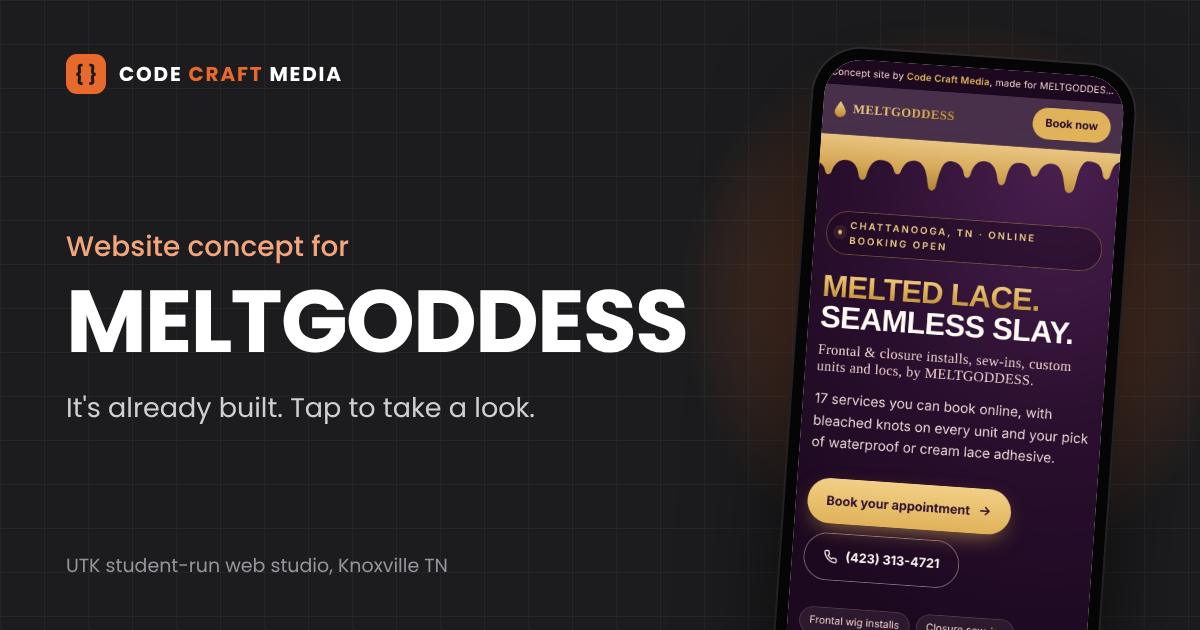 { } CODE CRAFT MEDIA
Website concept for
MELTGODDESS
It's already built. Tap to take a look.
UTK student-run web studio, Knoxville TN
Concept site by Code Craft Media, made for MELTGODDES...
MELTGODDESS
Book now
CHATTANOOGA, TN · ONLINE
BOOKING OPEN
MELTED LACE.
SEAMLESS SLAY.
Frontal & closure installs, sew-ins, custom
units and locs, by MELTGODDESS.
17 services you can book online, with
bleached knots on every unit and your pick
of waterproof or cream lace adhesive.
Book your appointment →
(423) 313-4721
Frontal wig installs
Closure